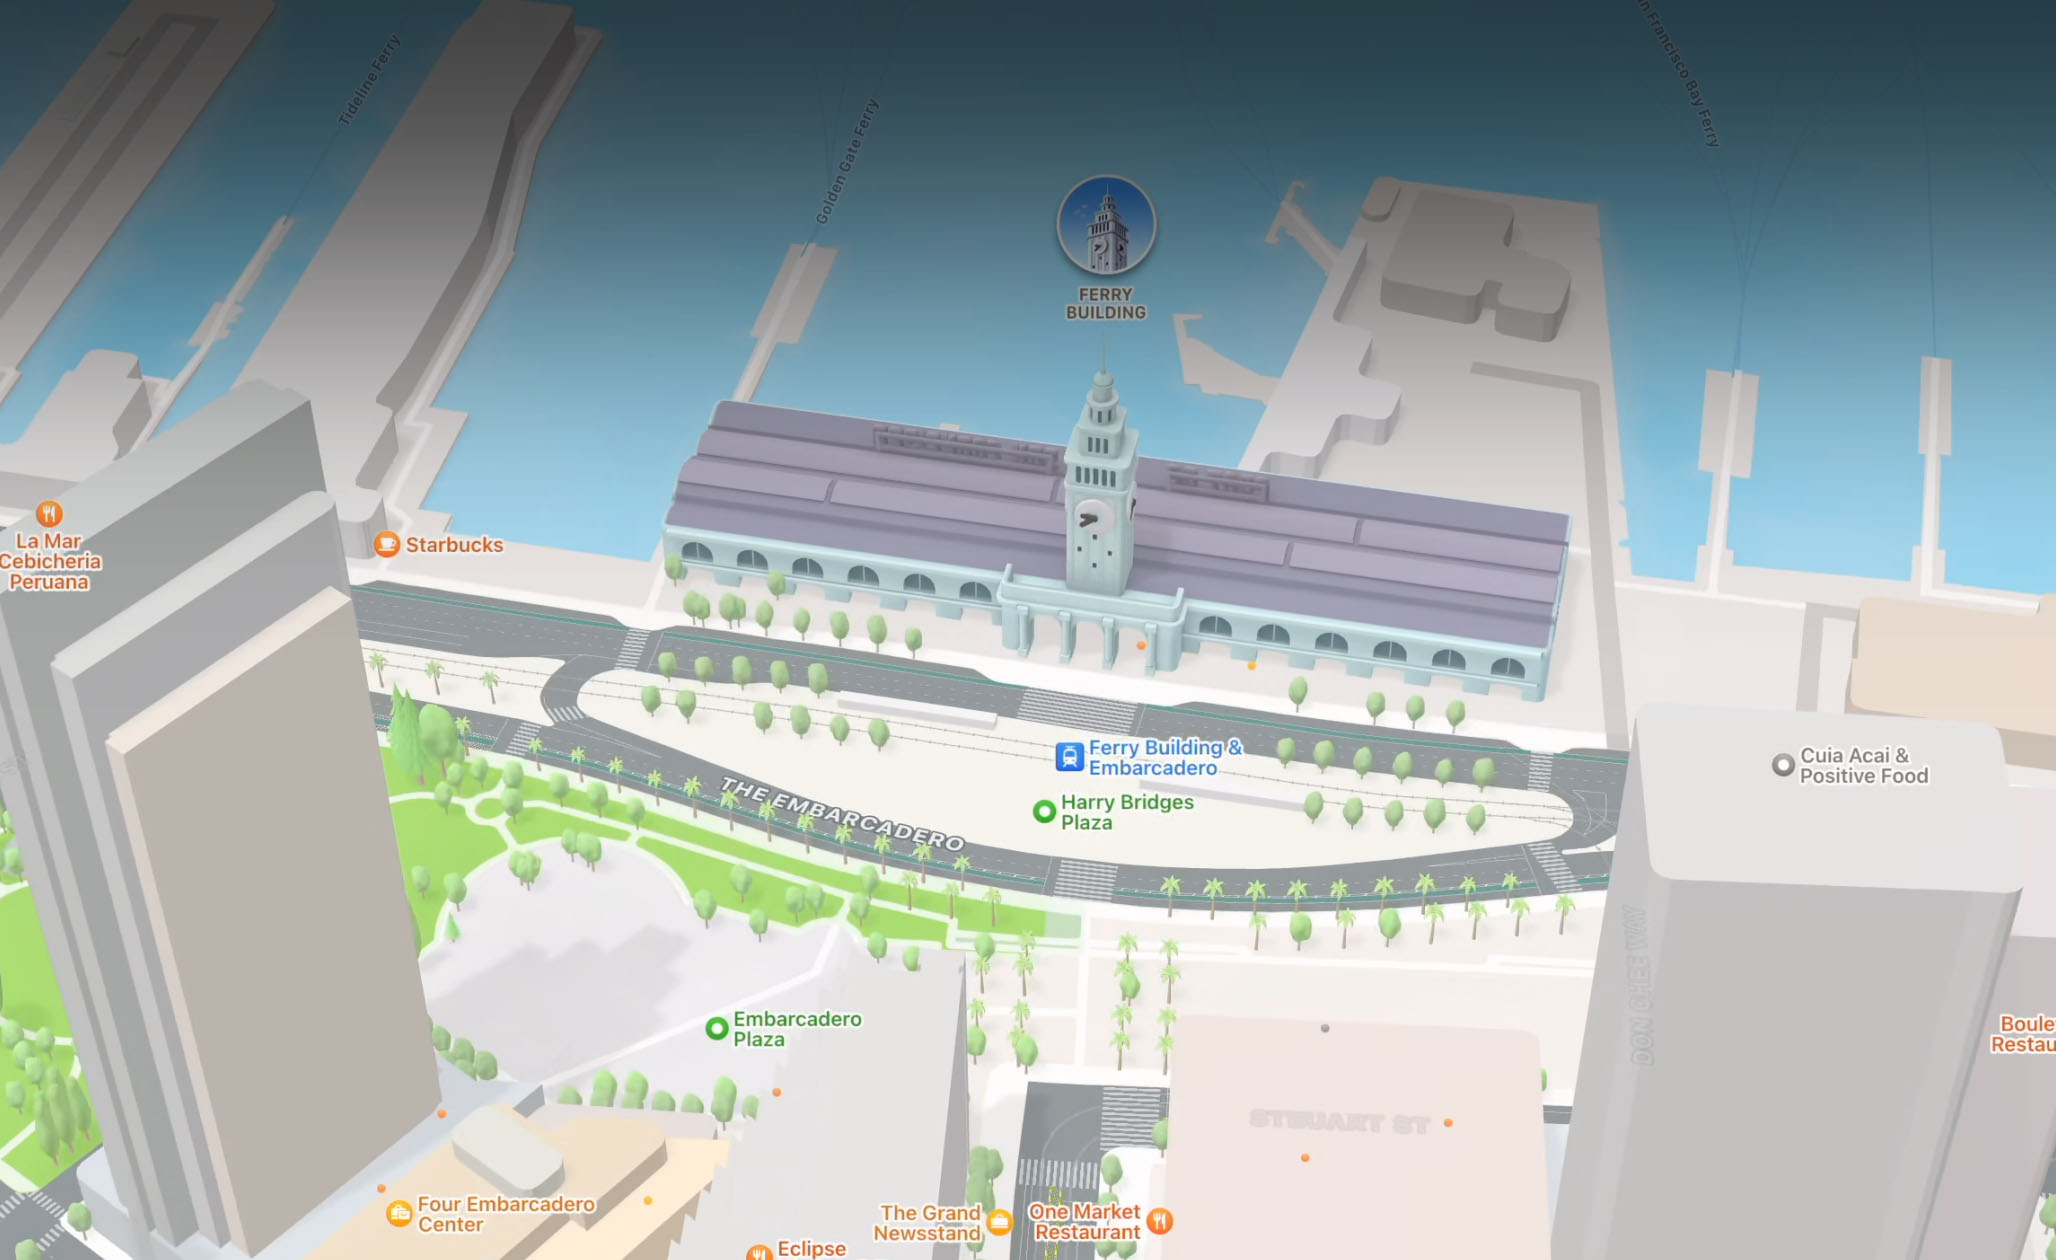 Tideline Ferry
Golden Gate Ferry
n Francisco Bay Ferry
FERRY
BUILDING
La Mar
Cebicheria
Peruana
Starbucks
Ferry Building &
Embarcadero
Cuia Acai &
Positive Food
THE EMBARCADERO
Harry Bridges
Plaza
DON CHEE WAY
Embarcadero
Plaza
Boule
Restau
STEUART ST
Four Embarcadero
Center
The Grand
Newsstand
One Market
Restaurant
Eclipse